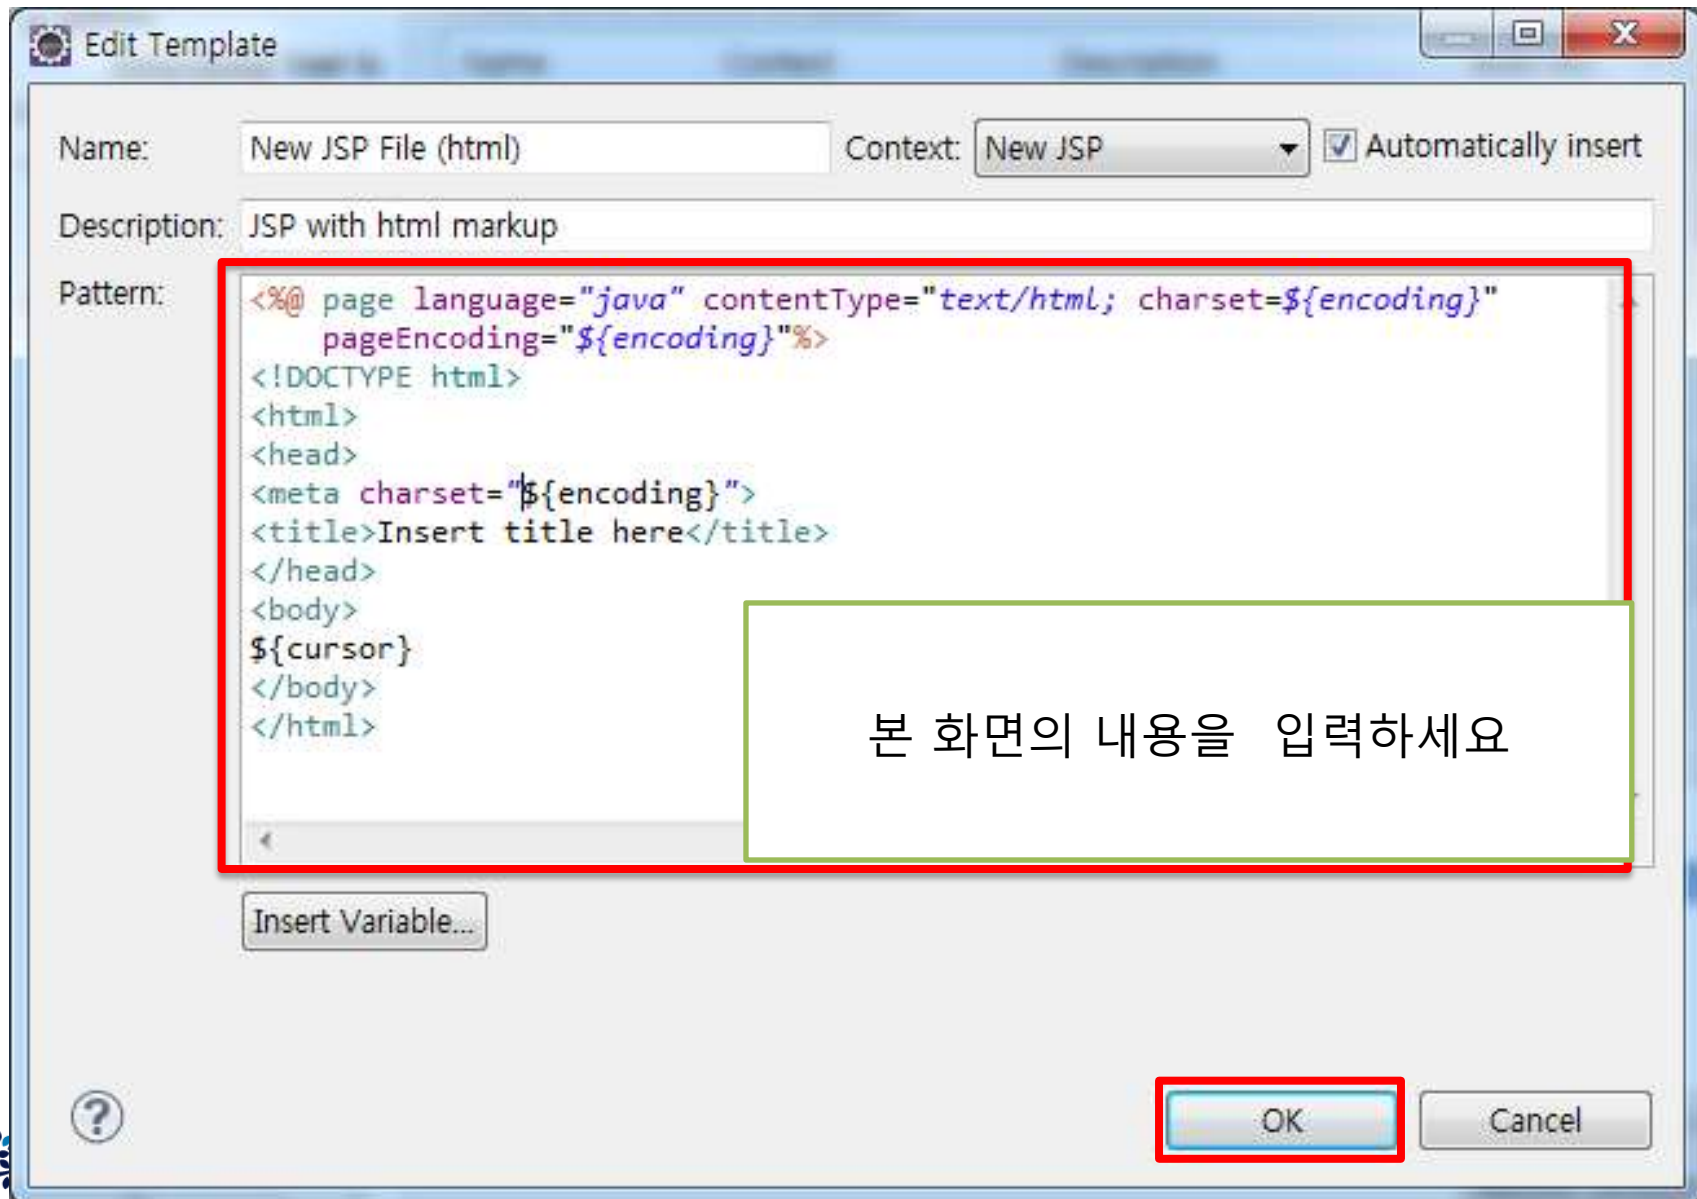 Edit Template
Name: New JSP File (html) Context: New JSP Automatically insert
Description: JSP with html markup
Pattern:
<%@ page language="java" contentType="text/html; charset=${encoding}"
    pageEncoding="${encoding}"%>
<!DOCTYPE html>
<html>
<head>
<meta charset="${encoding}">
<title>Insert title here</title>
</head>
<body>
${cursor}
</body>
</html>
본 화면의 내용을 입력하세요
Insert Variable...
OK Cancel